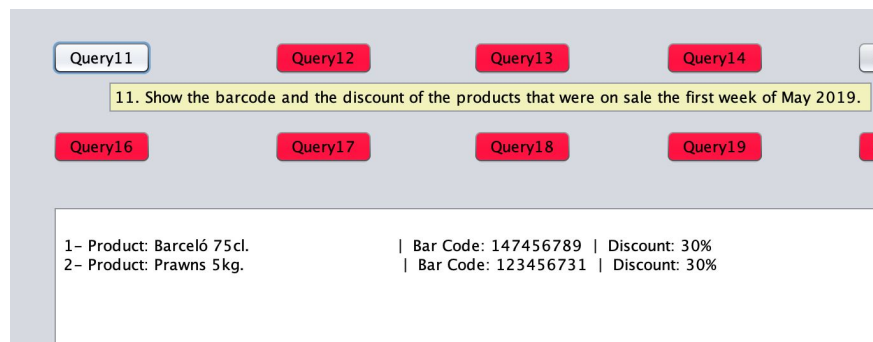 Query11 Query12 Query13 Query14
11. Show the barcode and the discount of the products that were on sale the first week of May 2019.
Query16 Query17 Query18 Query19
1- Product: Barceló 75cl. | Bar Code: 147456789 | Discount: 30%
2- Product: Prawns 5kg. | Bar Code: 123456731 | Discount: 30%